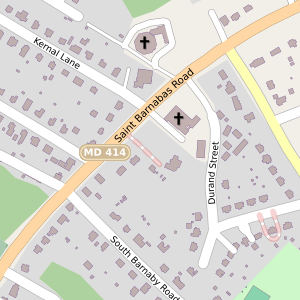 Kernal Lane
Saint Barnabas Road
MD 414
Durand Street
South Barnaby Road